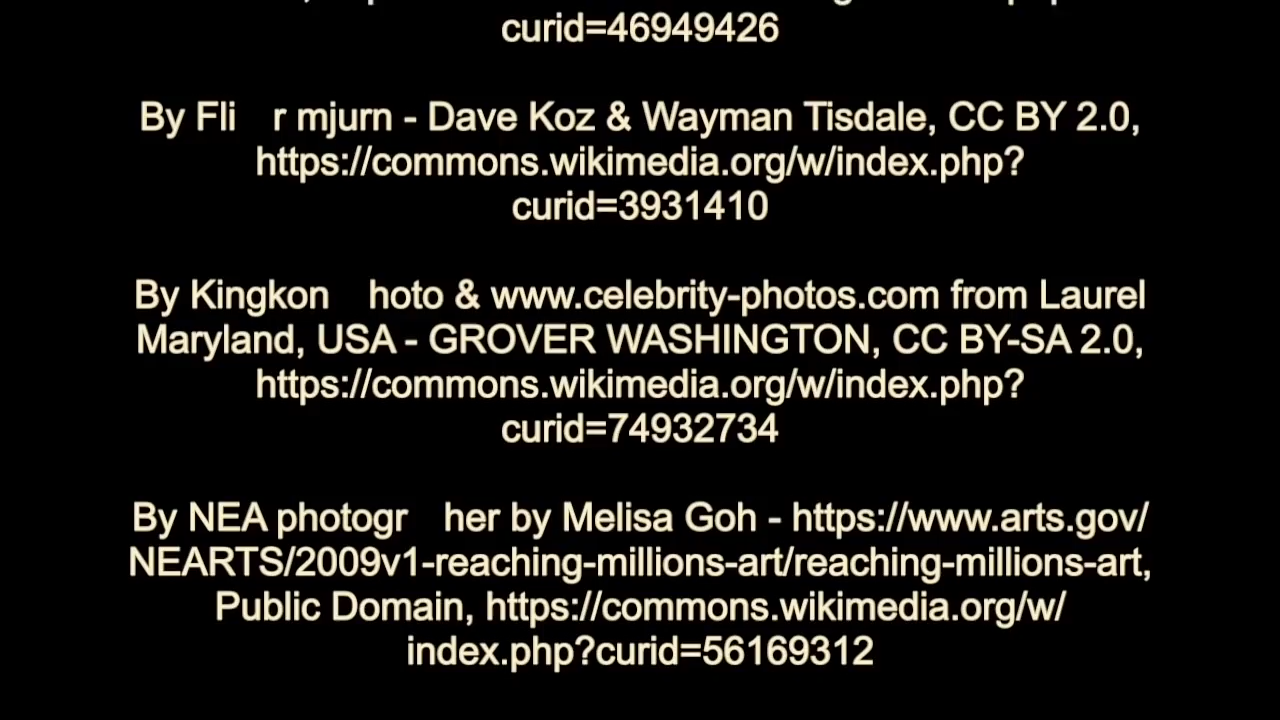 curid=46949426
By Fli r mjurn - Dave Koz & Wayman Tisdale, CC BY 2.0,
https://commons.wikimedia.org/w/index.php?
curid=3931410
By Kingkon hoto & www.celebrity-photos.com from Laurel
Maryland, USA - GROVER WASHINGTON, CC BY-SA 2.0,
https://commons.wikimedia.org/w/index.php?
curid=74932734
By NEA photogr her by Melisa Goh - https://www.arts.gov/
NEARTS/2009v1-reaching-millions-art/reaching-millions-art,
Public Domain, https://commons.wikimedia.org/w/
index.php?curid=56169312